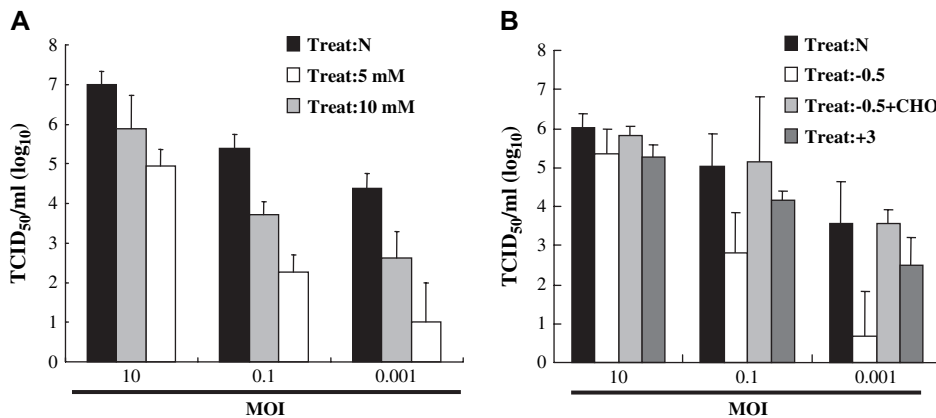 A
8
7
6
5
4
3
2
1
0
TCID50/ml (log10)
Treat:N
Treat:5 mM
Treat:10 mM
10
0.1
0.001
MOI
B
8
7
6
5
4
3
2
1
0
TCID50/ml (log10)
Treat:N
Treat:-0.5
Treat:-0.5+CHO
Treat:+3
10
0.1
0.001
MOI